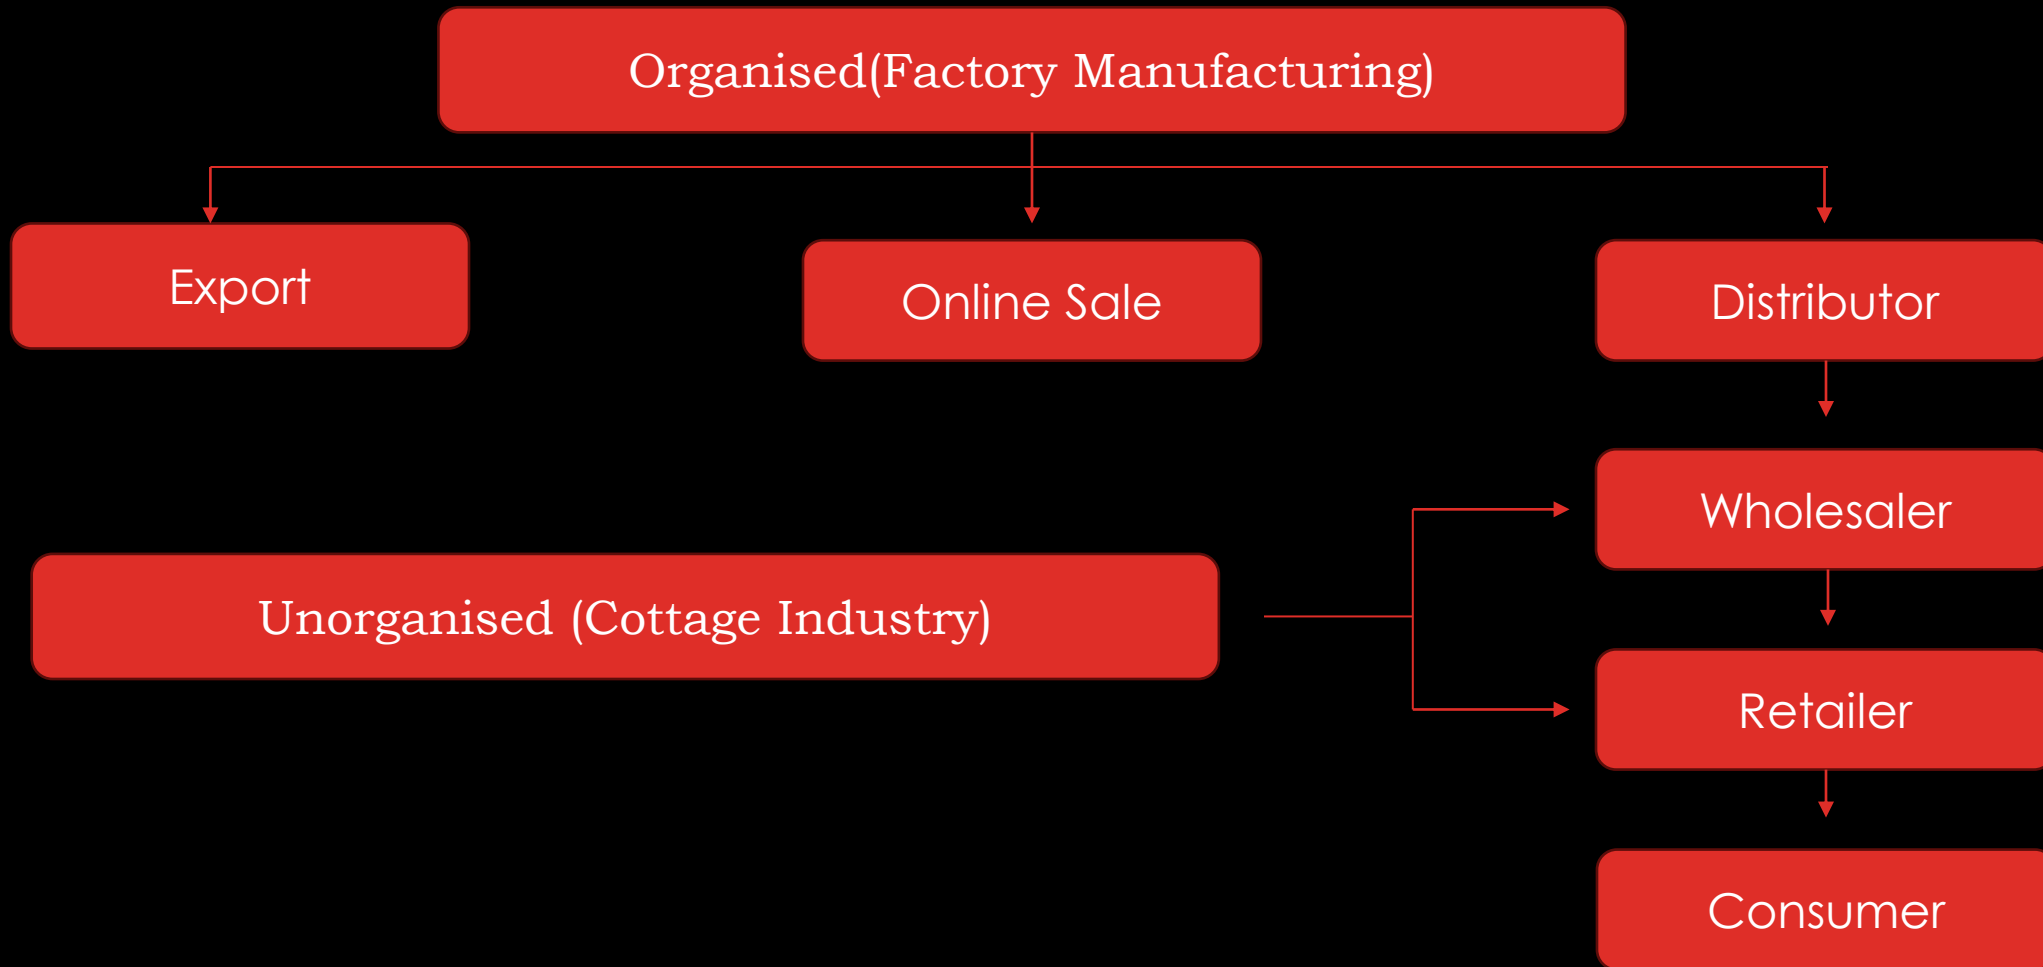 Organised(Factory Manufacturing)
Export
Online Sale
Distributor
Wholesaler
Unorganised (Cottage Industry)
Retailer
Consumer